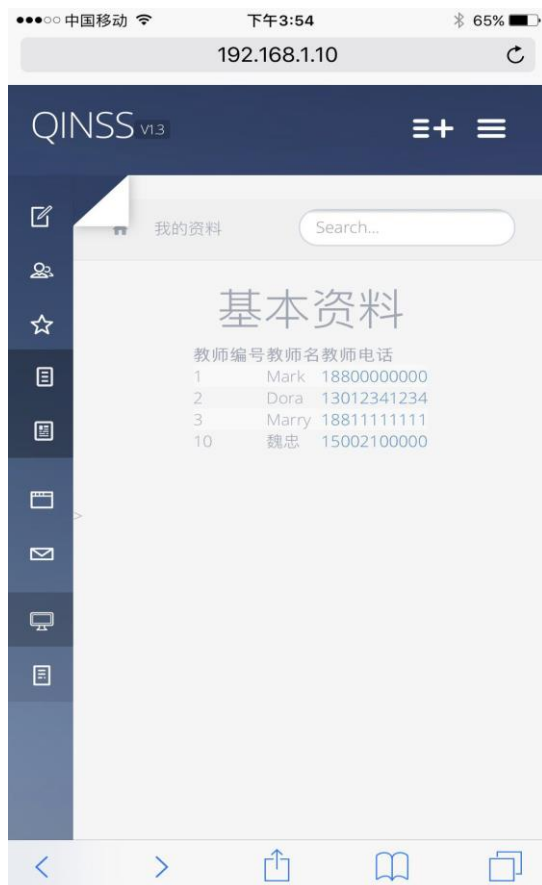 中国移动 下午3:54 65%
192.168.1.10
QINSS V1.3
我的资料 Search...
基本资料
教师编号教师名教师电话
1 Mark 18800000000
2 Dora 13012341234
3 Marry 18811111111
10 魏忠 15002100000
>